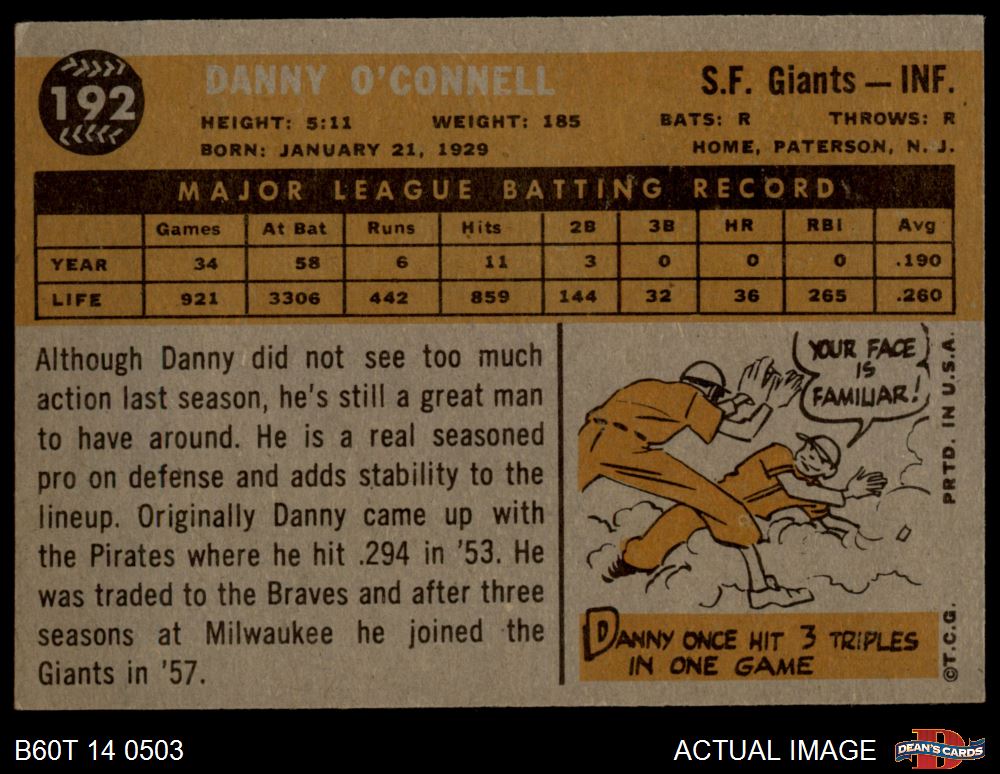 192
DANNY O'CONNELL
S.F. Giants — INF.
HEIGHT: 5:11 WEIGHT: 185 BATS: R THROWS: R
BORN: JANUARY 21, 1929 HOME, PATERSON, N. J.
MAJOR LEAGUE BATTING RECORD
Games At Bat Runs Hits 2B 3B HR RBI Avg
YEAR 34 58 6 11 3 0 0 0 .190
LIFE 921 3306 442 859 144 32 36 265 .260
Although Danny did not see too much
action last season, he's still a great man
to have around. He is a real seasoned
pro on defense and adds stability to the
lineup. Originally Danny came up with
the Pirates where he hit .294 in '53. He
was traded to the Braves and after three
seasons at Milwaukee he joined the
Giants in '57.
YOUR FACE
IS
FAMILIAR!
DANNY ONCE HIT 3 TRIPLES
IN ONE GAME
©T.C.G. PRTD. IN U.S.A.
B60T 14 0503
ACTUAL IMAGE
D
DEAN'S CARDS